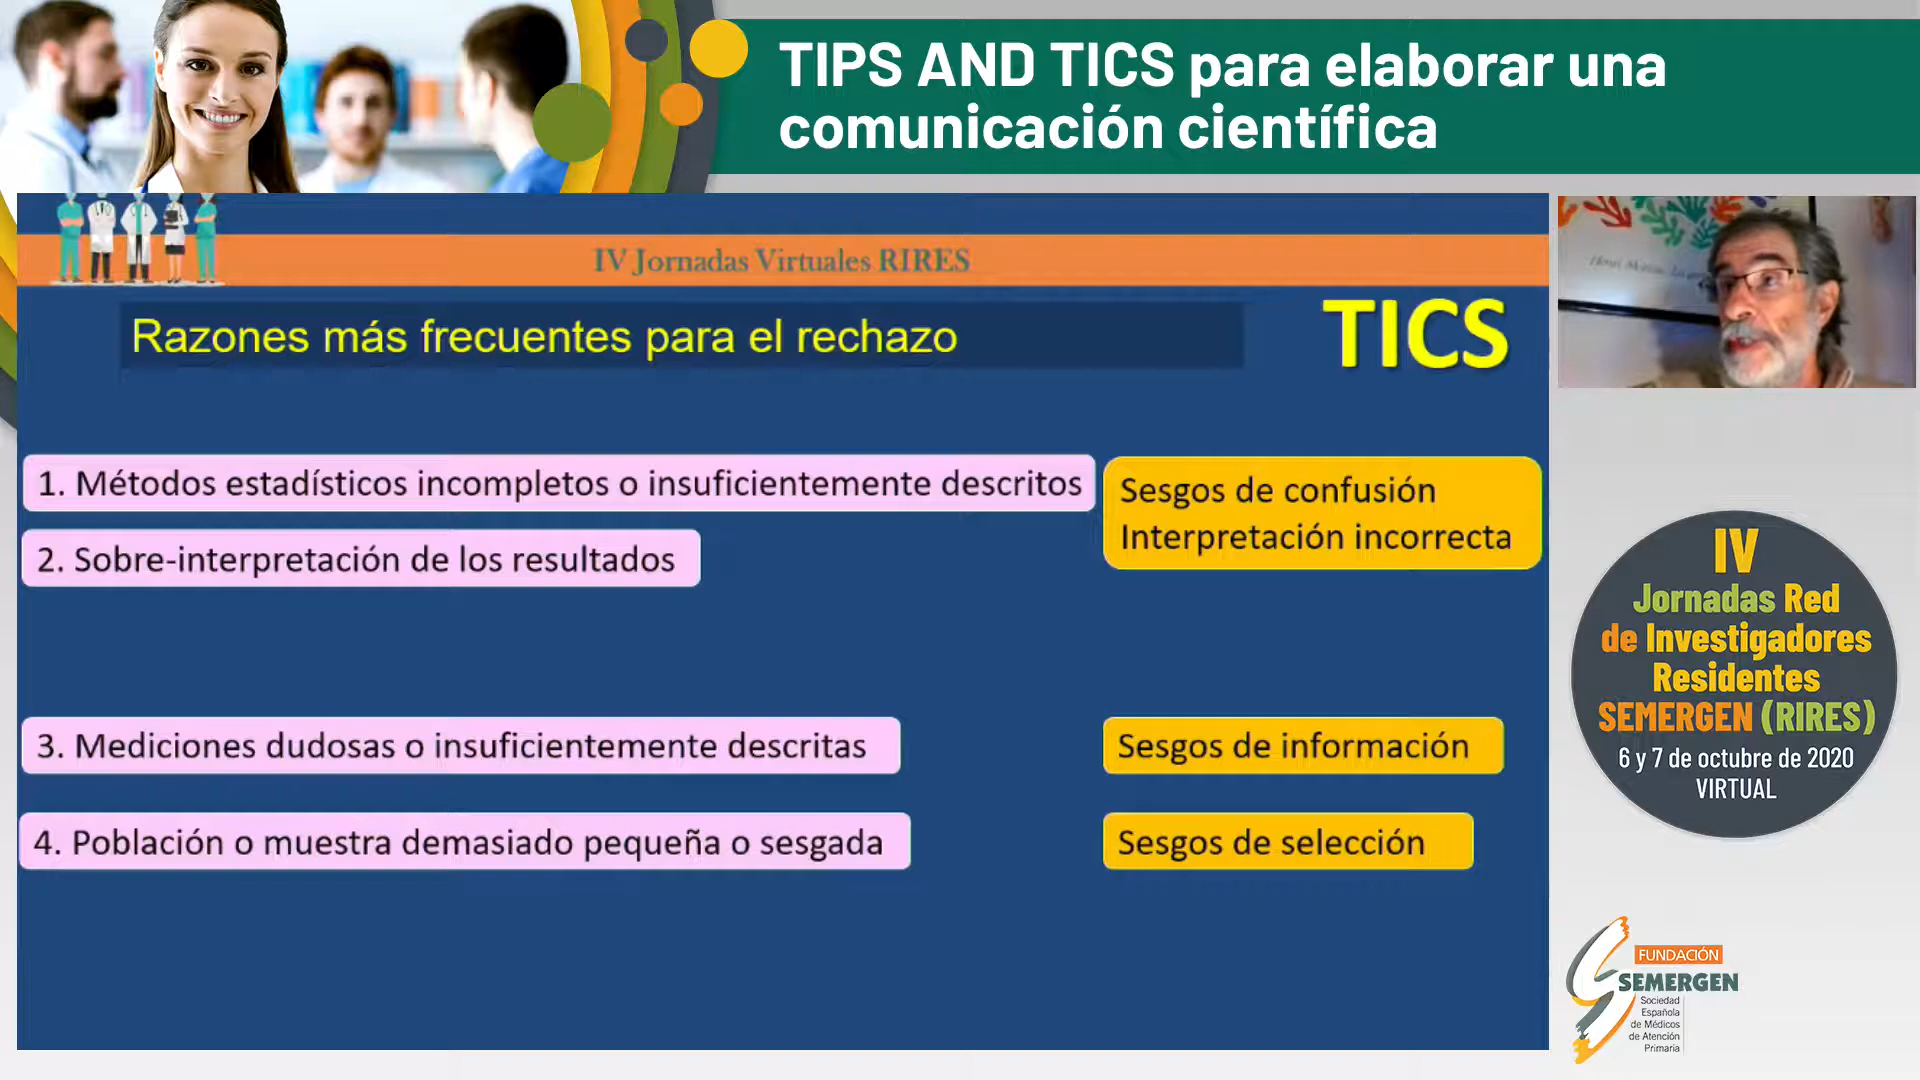 TIPS AND TICS para elaborar una
comunicación científica
IV Jornadas Virtuales RIRES
Razones más frecuentes para el rechazo
TICS
1. Métodos estadísticos incompletos o insuficientemente descritos
Sesgos de confusión
Interpretación incorrecta
2. Sobre-interpretación de los resultados
3. Mediciones dudosas o insuficientemente descritas
Sesgos de información
4. Población o muestra demasiado pequeña o sesgada
Sesgos de selección
IV
Jornadas Red
de Investigadores
Residentes
SEMERGEN (RIRES)
6 y 7 de octubre de 2020
VIRTUAL
FUNDACIÓN
SEMERGEN
Sociedad
Española
de Médicos
de Atención
Primaria